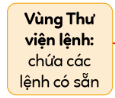 Vùng Thư
viện lệnh:
chứa các
lệnh có sẵn